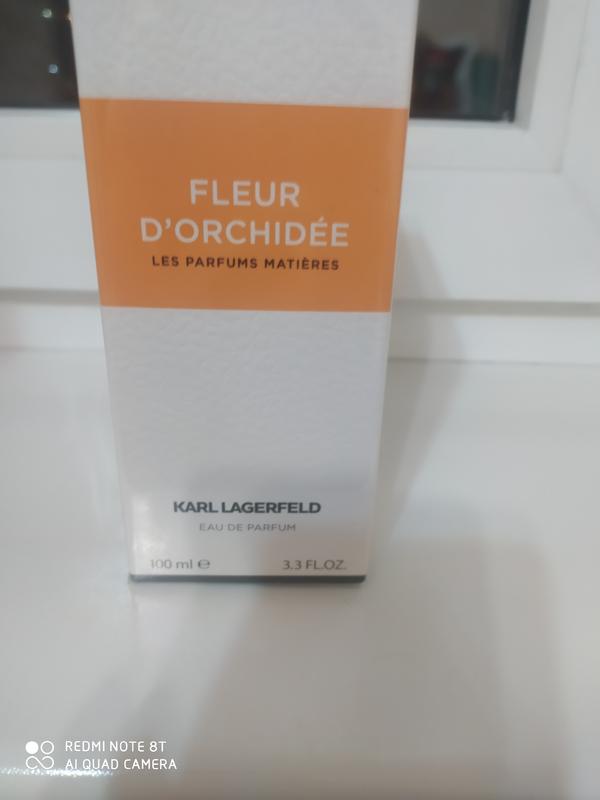 FLEUR
D'ORCHIDÉE
LES PARFUMS MATIÈRES
KARL LAGERFELD
EAU DE PARFUM
100 ml ℮ 3.3 FL.OZ.
REDMI NOTE 8T
AI QUAD CAMERA